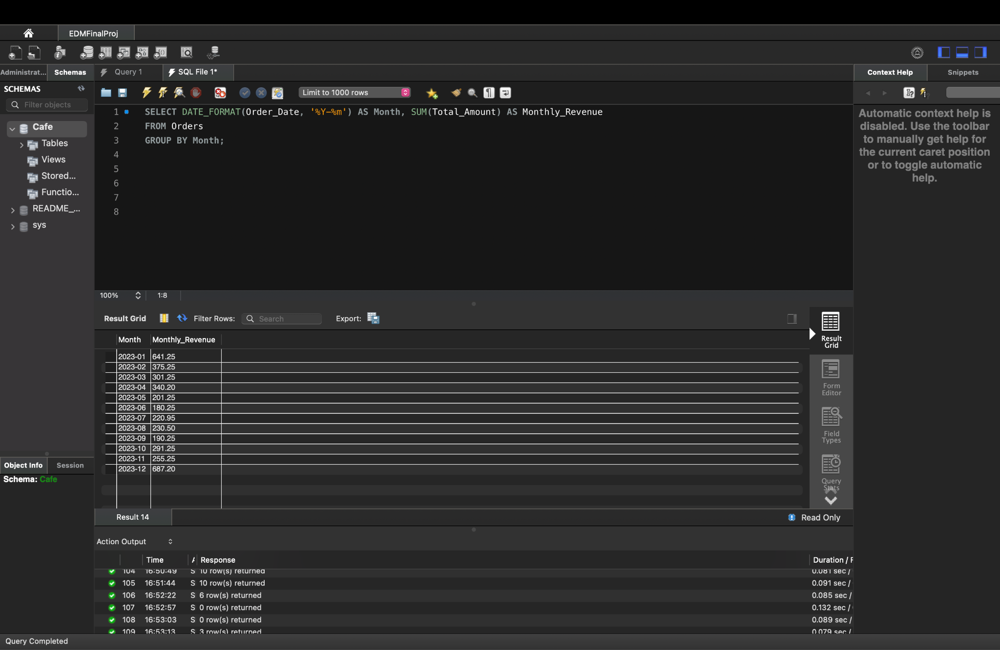 EDMFinalProj
Administrat... Schemas
Query 1
SQL File 1*
Context Help
Snippets
SCHEMAS
Filter objects
Cafe
Tables
Views
Stored...
Functio...
README_...
sys
Limit to 1000 rows
1 SELECT DATE_FORMAT(Order_Date, '%Y-%m') AS Month, SUM(Total_Amount) AS Monthly_Revenue
2 FROM Orders
3 GROUP BY Month;
4
5
6
7
8
Automatic context help is
disabled. Use the toolbar
to manually get help for
the current caret position
or to toggle automatic
help.
100% 1:8
Result Grid Filter Rows: Search Export:
Month Monthly_Revenue
2023-01 641.25
2023-02 375.25
2023-03 301.25
2023-04 340.20
2023-05 201.25
2023-06 180.25
2023-07 220.95
2023-08 230.50
2023-09 190.25
2023-10 291.25
2023-11 255.25
2023-12 687.20
Result
Grid
Form
Editor
Field
Types
Query
Stats
Object Info Session
Schema: Cafe
Result 14
Read Only
Action Output
Time Response Duration / F
104 16:50:49 S 10 row(s) returned 0.081 sec /
105 16:51:44 S 10 row(s) returned 0.091 sec /
106 16:52:22 S 6 row(s) returned 0.085 sec /
107 16:52:57 S 0 row(s) returned 0.132 sec /
108 16:53:03 S 0 row(s) returned 0.089 sec /
109 16:53:13 S 3 row(s) returned 0.079 sec /
Query Completed